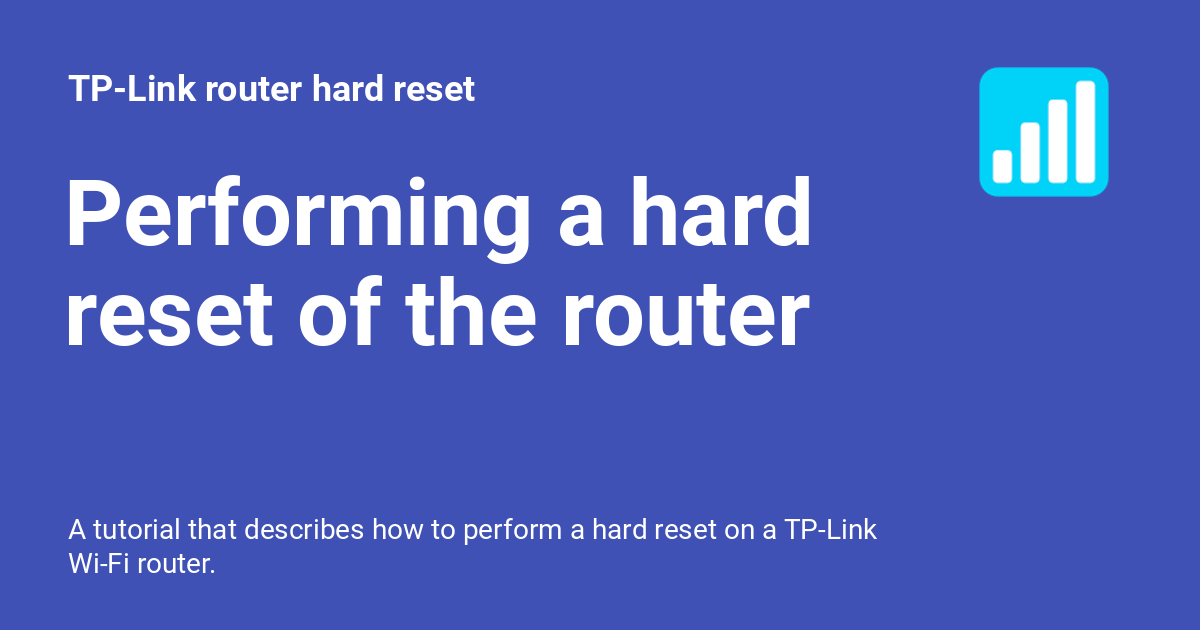 TP-Link router hard reset
Performing a hard
reset of the router
A tutorial that describes how to perform a hard reset on a TP-Link
Wi-Fi router.